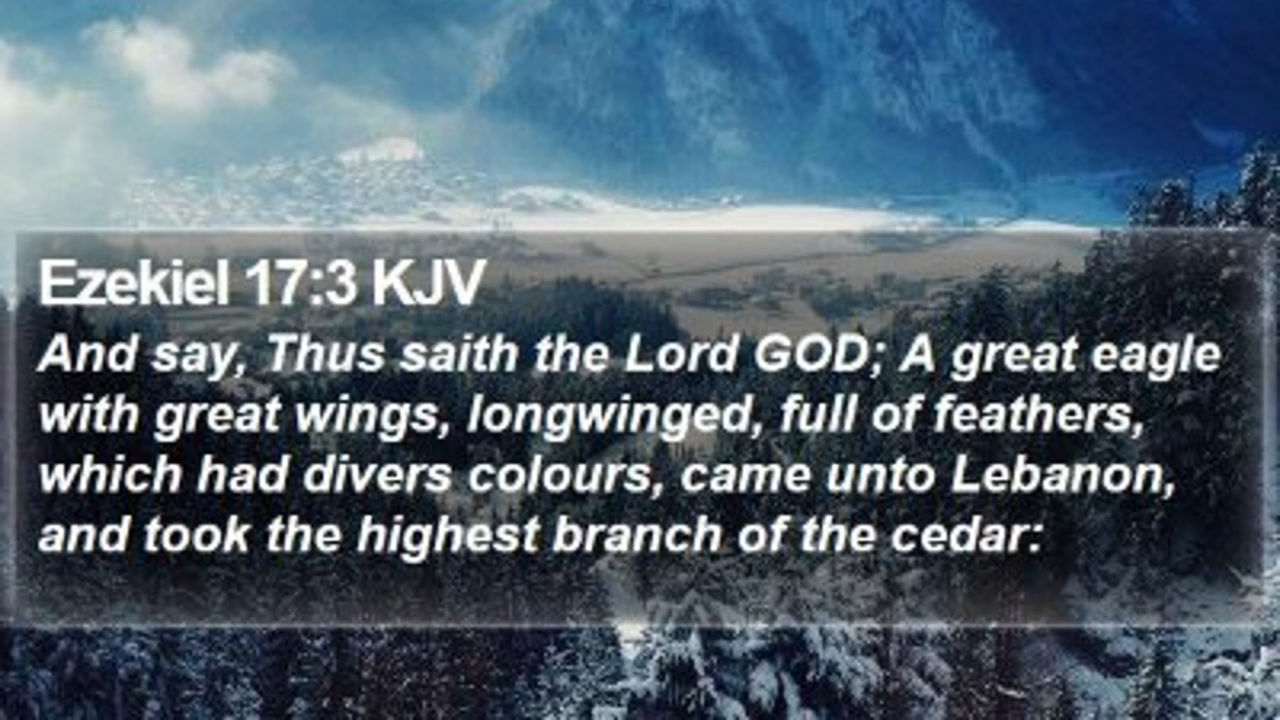 Ezekiel 17:3 KJV
And say, Thus saith the Lord GOD; A great eagle
with great wings, longwinged, full of feathers,
which had divers colours, came unto Lebanon,
and took the highest branch of the cedar: